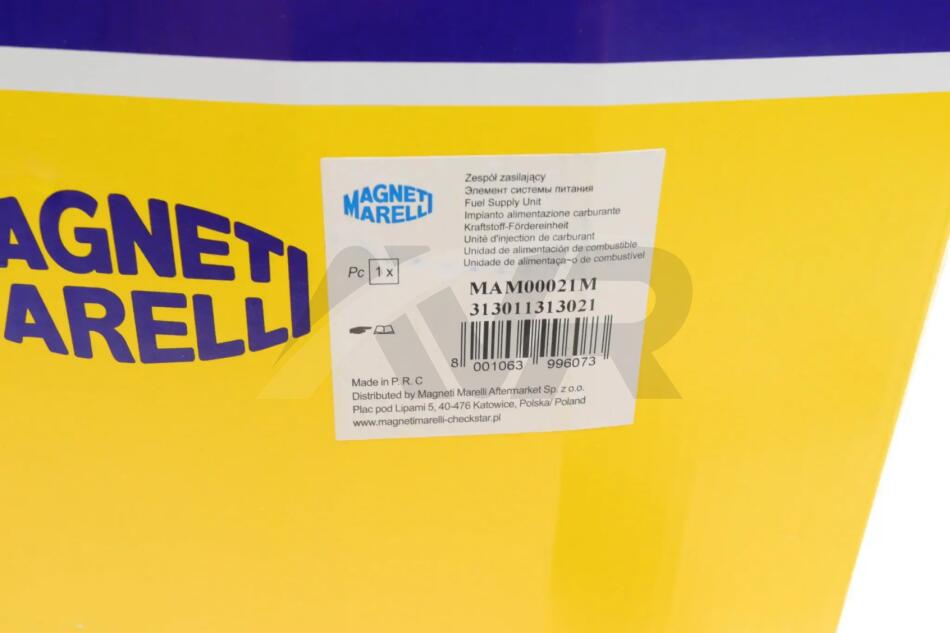 MAGNETI
MARELLI
MAGNETI
MARELLI
Zespół zasilający
Элемент системы питания
Fuel Supply Unit
Impianto alimentazione carburante
Kraftstoff-Fördereinheit
Unité d'injection de carburant
Unidad de alimentación de combustible
Unidade de alimentaça~o de combustível
Pc 1 x
MAM00021M
313011313021
8 001063 996073
Made in P. R. C
Distributed by Magneti Marelli Aftermarket Sp. z o.o.
Plac pod Lipami 5, 40-476 Katowice, Polska/ Poland
www.magnetimarelli-checkstar.pl